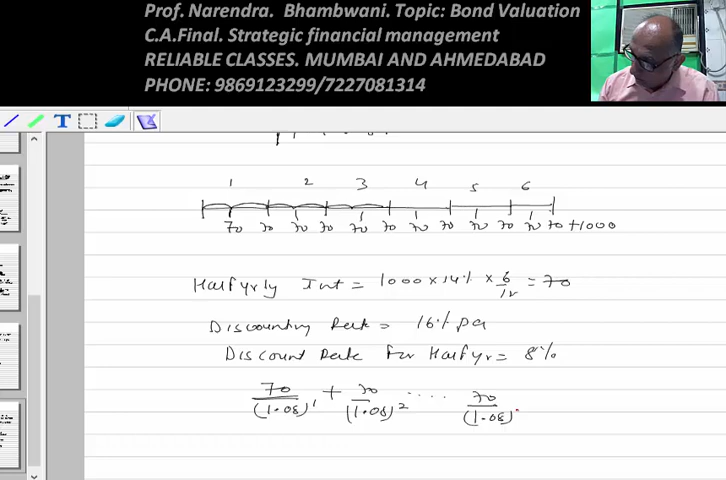 Prof. Narendra. Bhambwani. Topic: Bond Valuation
C.A.Final. Strategic financial management
RELIABLE CLASSES. MUMBAI AND AHMEDABAD
PHONE: 9869123299/7227081314
T
1 2 3 4 5 6
70 70 70 70 70 70 70 70 70 70 70 70 +1000
Halfyrly Int = 1000 × 14% × 6/12 = 70
Discounting Rate = 16% pa
Discount Rate For Halfyr = 8%
70/(1.08)¹ + 70/(1.08)² .... 70/(1.08)